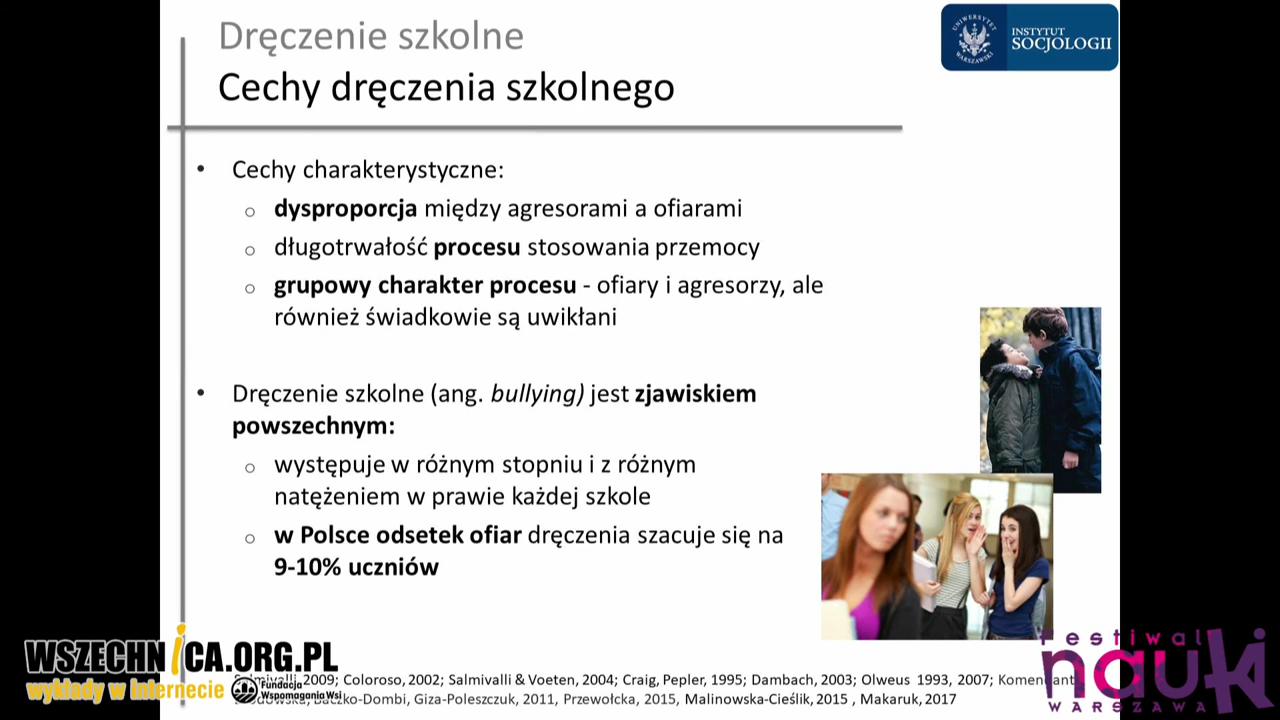 Dręczenie szkolne
UNIWERSYTET WARSZAWSKI
INSTYTUT
SOCJOLOGII
Cechy dręczenia szkolnego
• Cechy charakterystyczne:
o dysproporcja między agresorami a ofiarami
o długotrwałość procesu stosowania przemocy
o grupowy charakter procesu - ofiary i agresorzy, ale
również świadkowie są uwikłani
• Dręczenie szkolne (ang. bullying) jest zjawiskiem
powszechnym:
o występuje w różnym stopniu i z różnym
natężeniem w prawie każdej szkole
o w Polsce odsetek ofiar dręczenia szacuje się na
9-10% uczniów
WSZECHNICA.ORG.PL
wykłady w Internecie
Fundacja
Wspomagania Wsi
2009; Coloroso, 2002; Salmivalli & Voeten, 2004; Craig, Pepler, 1995; Dambach, 2003; Olweus 1993, 2007;
Giza-Poleszczuk, 2011, Przewołcka, 2015, Malinowska-Cieślik, 2015 , Makaruk, 2017
festiwal
nauki
WARSZAWA